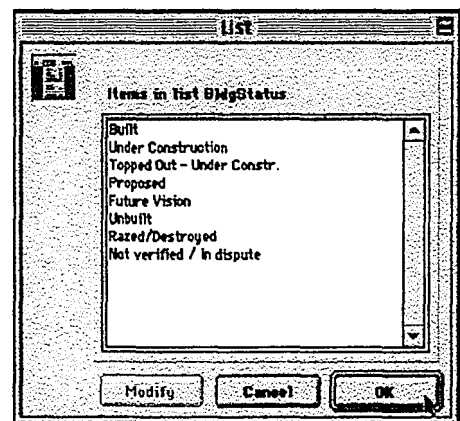 List
Items in list BldgStatus
Built
Under Construction
Topped Out - Under Constr.
Proposed
Future Vision
Unbuilt
Razed/Destroyed
Not verified / In dispute
Modify
Cancel
OK